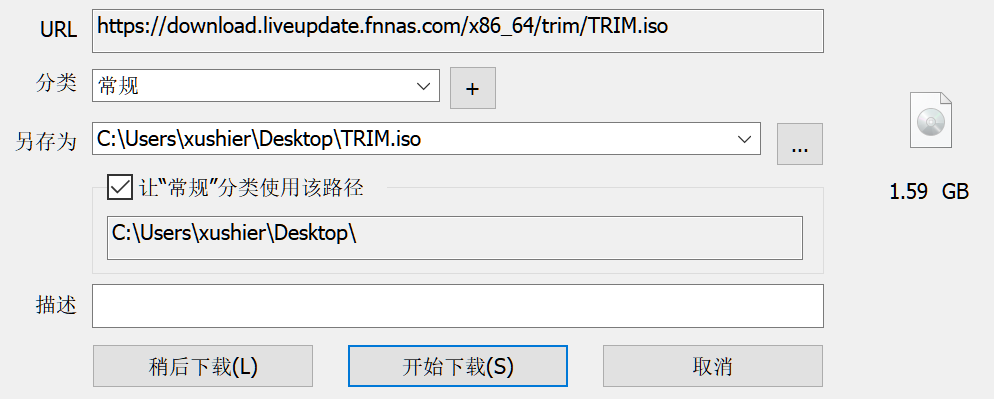 URL https://download.liveupdate.fnnas.com/x86_64/trim/TRIM.iso
分类 常规 +
另存为 C:\Users\xushier\Desktop\TRIM.iso ...
1.59 GB
让“常规”分类使用该路径
C:\Users\xushier\Desktop\
描述
稍后下载(L) 开始下载(S) 取消